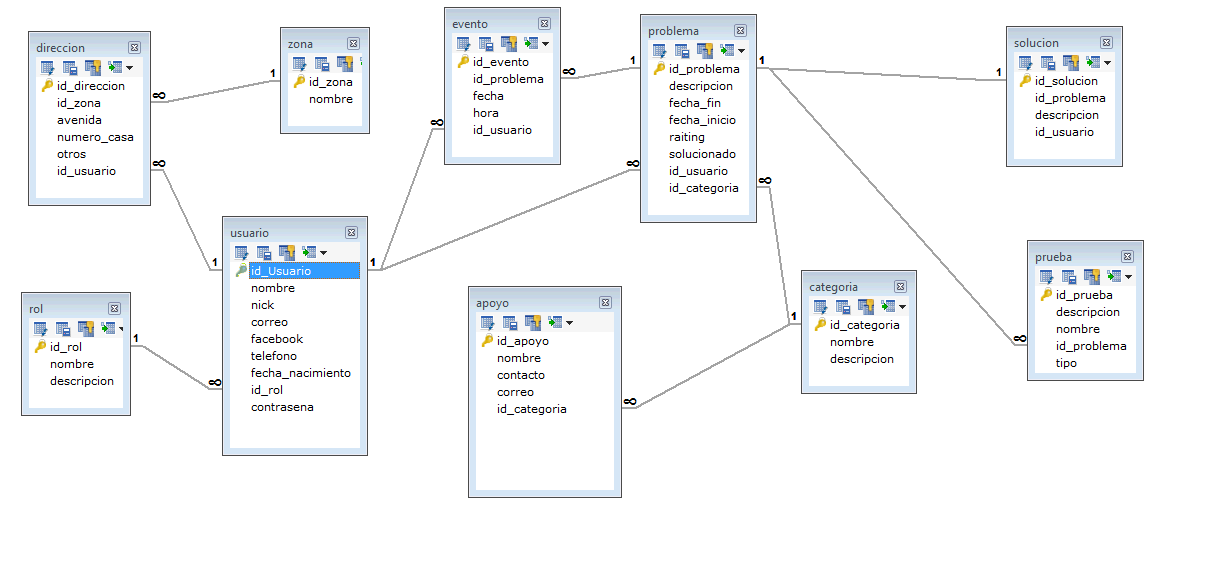 direccion
id_direccion
id_zona
avenida
numero_casa
otros
id_usuario
zona
id_zona
nombre
evento
id_evento
id_problema
fecha
hora
id_usuario
problema
id_problema
descripcion
fecha_fin
fecha_inicio
raiting
solucionado
id_usuario
id_categoria
solucion
id_solucion
id_problema
descripcion
id_usuario
usuario
id_Usuario
nombre
nick
correo
facebook
telefono
fecha_nacimiento
id_rol
contrasena
rol
id_rol
nombre
descripcion
apoyo
id_apoyo
nombre
contacto
correo
id_categoria
categoria
id_categoria
nombre
descripcion
prueba
id_prueba
descripcion
nombre
id_problema
tipo
1
∞
1
∞
∞
1
∞
∞
1
1
∞
1
1
∞
1
∞
1
∞